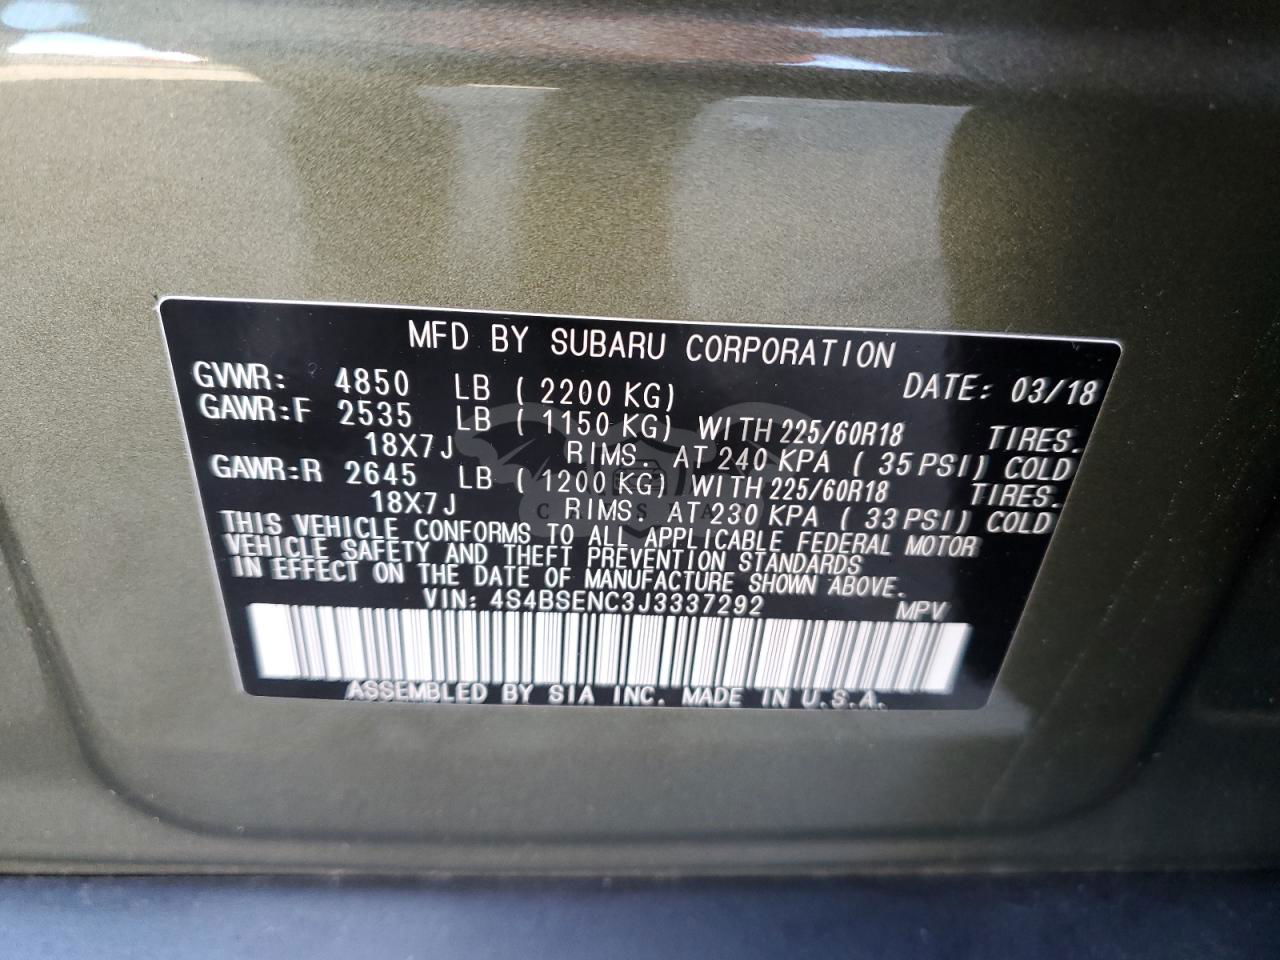 MFD BY SUBARU CORPORATION
GVWR: 4850 LB ( 2200 KG) DATE: 03/18
GAWR:F 2535 LB ( 1150 KG) WITH 225/60R18 TIRES.
18X7J RIMS. AT 240 KPA ( 35 PSI) COLD
GAWR:R 2645 LB ( 1200 KG) WITH 225/60R18 TIRES.
18X7J RIMS. AT 230 KPA ( 33 PSI) COLD
THIS VEHICLE CONFORMS TO ALL APPLICABLE FEDERAL MOTOR
VEHICLE SAFETY AND THEFT PREVENTION STANDARDS
IN EFFECT ON THE DATE OF MANUFACTURE SHOWN ABOVE.
VIN: 4S4BSENC3J3337292 MPV
ASSEMBLED BY SIA INC. MADE IN U.S.A.